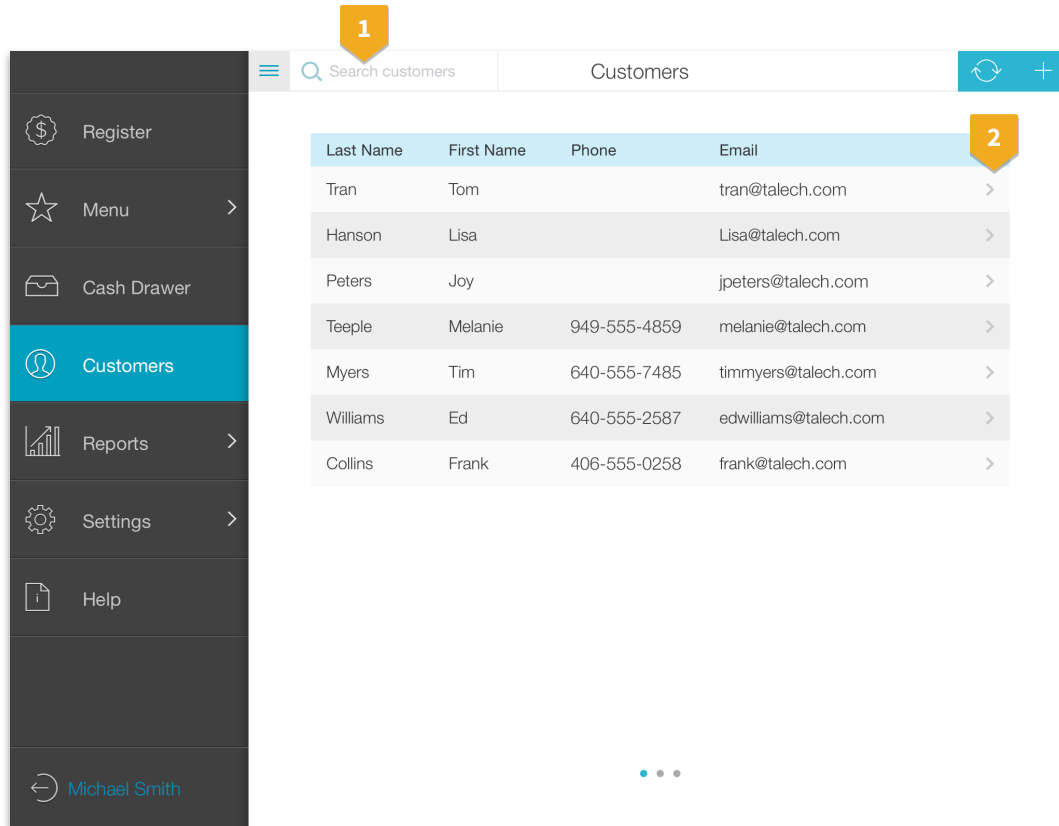 1
Search customers
Customers
2
Register
Menu
Cash Drawer
Customers
Reports
Settings
i
Help
Michael Smith
Last Name First Name Phone Email
Tran Tom tran@talech.com
Hanson Lisa Lisa@talech.com
Peters Joy jpeters@talech.com
Teeple Melanie 949-555-4859 melanie@talech.com
Myers Tim 640-555-7485 timmyers@talech.com
Williams Ed 640-555-2587 edwilliams@talech.com
Collins Frank 406-555-0258 frank@talech.com